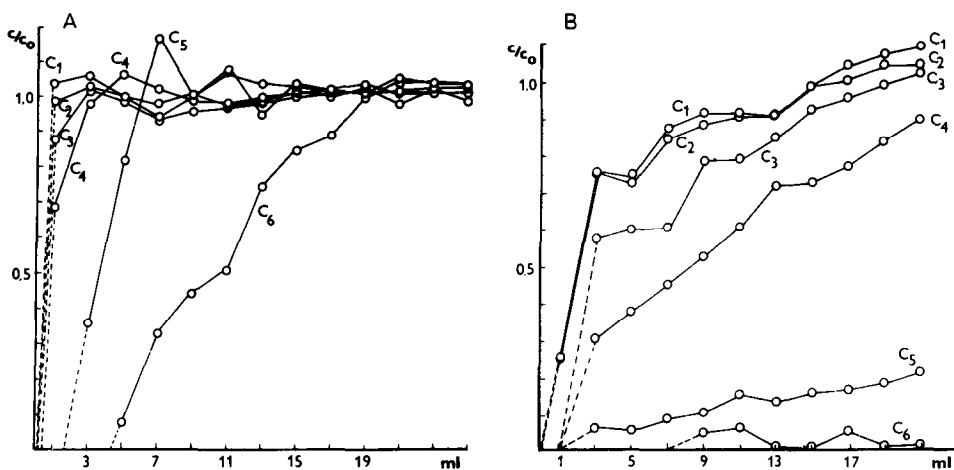 A
c/c₀
1.0
0,5
C₁
C₂
C₃
C₄
C₄
C₅
C₆
3 7 11 15 19 ml
B
c/c₀
1.0
0,5
C₁
C₂
C₃
C₁
C₂
C₃
C₄
C₅
C₆
1 5 9 13 17 ml